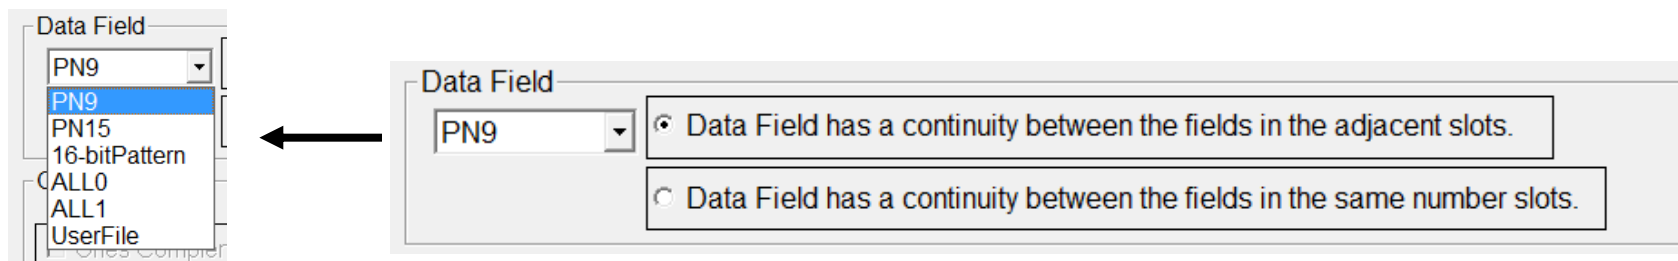 Data Field
PN9
PN9
PN15
16-bitPattern
ALL0
ALL1
UserFile
Data Field
PN9
Data Field has a continuity between the fields in the adjacent slots.
Data Field has a continuity between the fields in the same number slots.